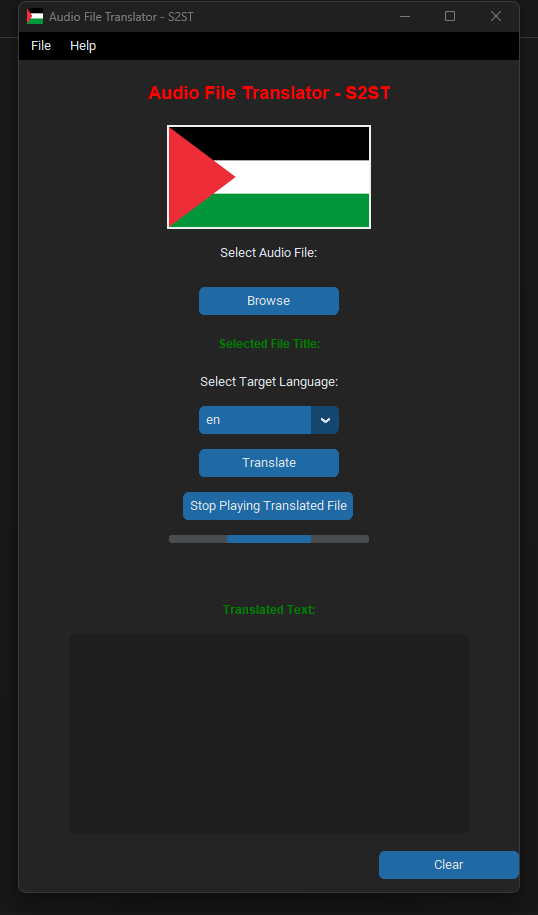 Audio File Translator - S2ST
File Help
Audio File Translator - S2ST
Select Audio File:
Browse
Selected File Title:
Select Target Language:
en
Translate
Stop Playing Translated File
Translated Text:
Clear